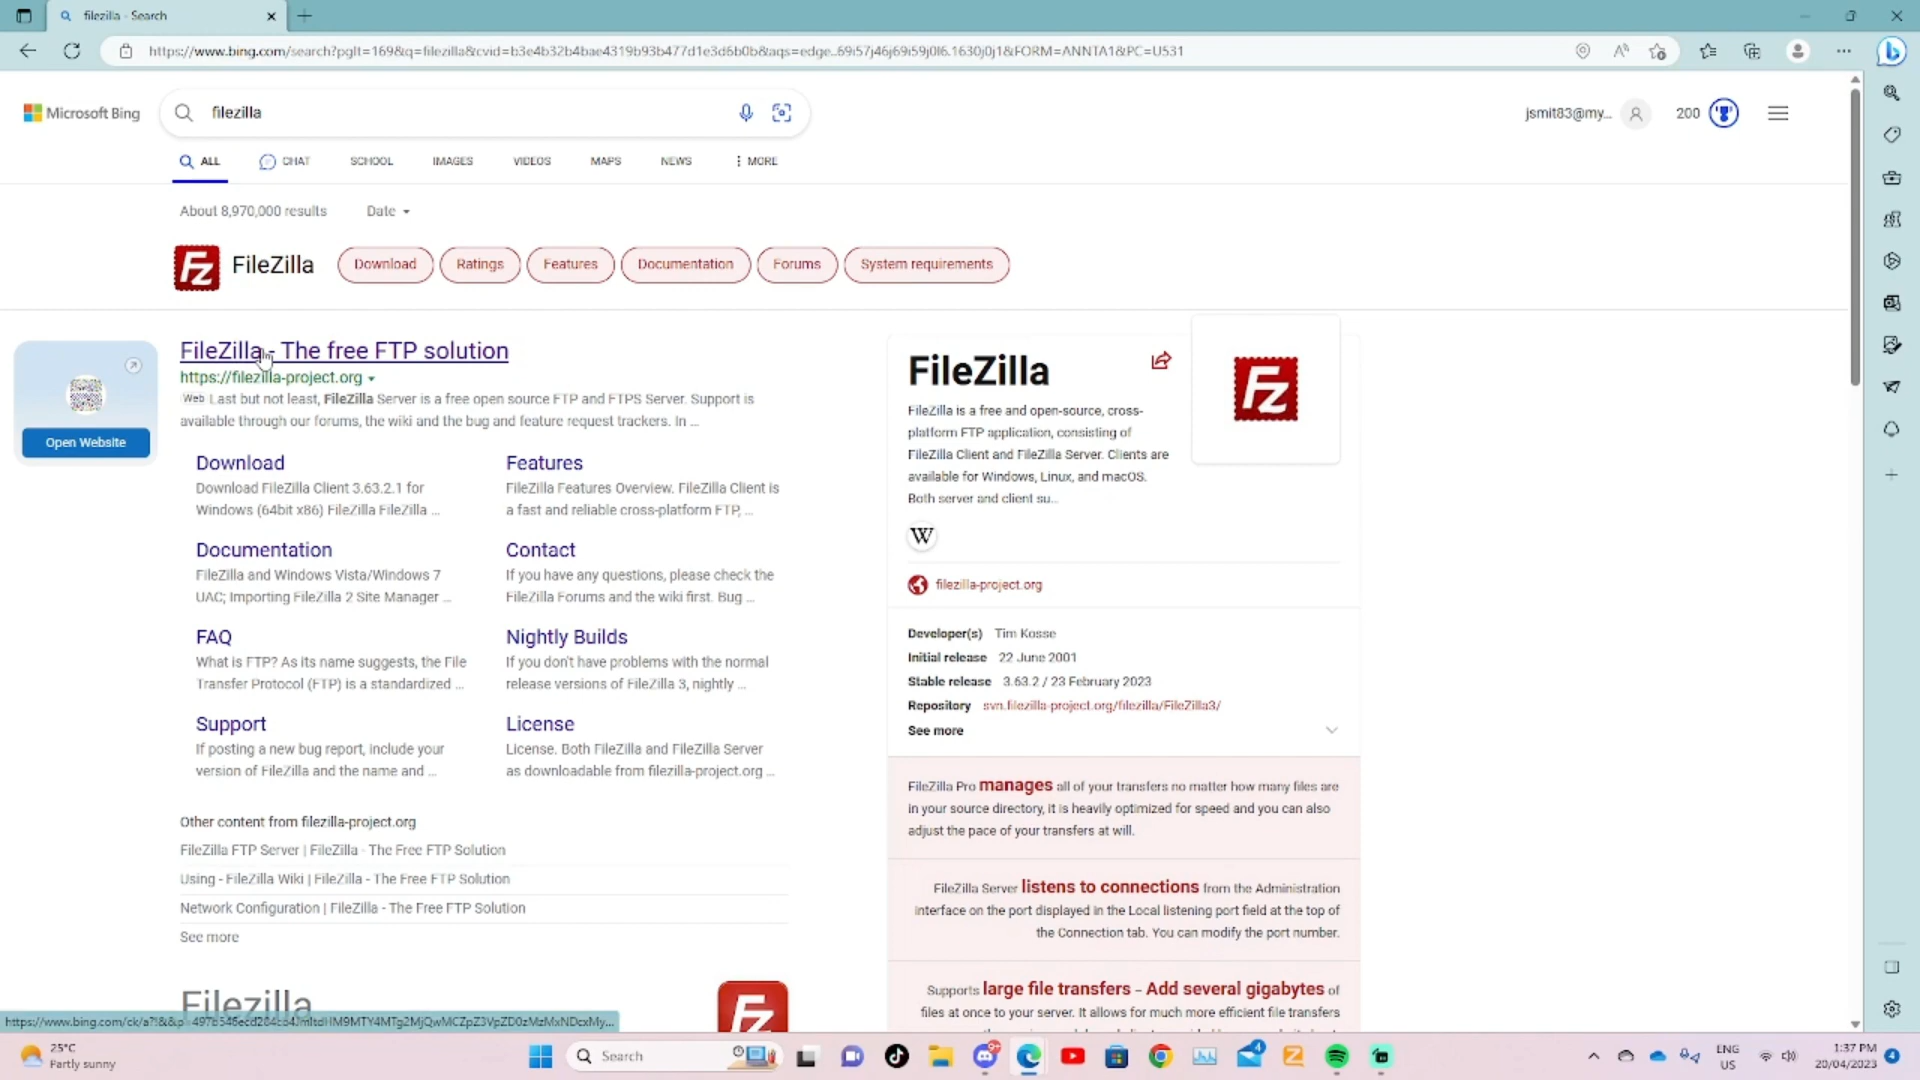 filezilla - Search
https://www.bing.com/search?pglt=169&q=filezilla&cvid=b3e4b32b4bae4319b93b477d1e3d6b0b&aqs=edge..69i57j46j69i59j0l6.1630j0j1&FORM=ANNTA1&PC=U531
Microsoft Bing
filezilla
jsmit83@my...
200
ALL
CHAT
SCHOOL
IMAGES
VIDEOS
MAPS
NEWS
MORE
About 8,970,000 results
Date
FileZilla
Download
Ratings
Features
Documentation
Forums
System requirements
FileZilla - The free FTP solution
https://filezilla-project.org
Web Last but not least, FileZilla Server is a free open source FTP and FTPS Server. Support is
available through our forums, the wiki and the bug and feature request trackers. In ...
Open Website
Download
Download FileZilla Client 3.63.2.1 for
Windows (64bit x86) FileZilla FileZilla ...
Features
FileZilla Features Overview. FileZilla Client is
a fast and reliable cross-platform FTP, ...
Documentation
FileZilla and Windows Vista/Windows 7
UAC; Importing FileZilla 2 Site Manager ...
Contact
If you have any questions, please check the
FileZilla Forums and the wiki first. Bug ...
FAQ
What is FTP? As its name suggests, the File
Transfer Protocol (FTP) is a standardized ...
Nightly Builds
If you don't have problems with the normal
release versions of FileZilla 3, nightly ...
Support
If posting a new bug report, include your
version of FileZilla and the name and ...
License
License. Both FileZilla and FileZilla Server
as downloadable from filezilla-project.org ...
Other content from filezilla-project.org
FileZilla FTP Server | FileZilla - The Free FTP Solution
Using - FileZilla Wiki | FileZilla - The Free FTP Solution
Network Configuration | FileZilla - The Free FTP Solution
See more
Filezilla
FileZilla
FileZilla is a free and open-source, cross-
platform FTP application, consisting of
FileZilla Client and FileZilla Server. Clients are
available for Windows, Linux, and macOS.
Both server and client su...
Fz
W
filezilla-project.org
Developer(s) Tim Kosse
Initial release 22 June 2001
Stable release 3.63.2 / 23 February 2023
Repository svn.filezilla-project.org/filezilla/FileZilla3/
See more
FileZilla Pro manages all of your transfers no matter how many files are
in your source directory, it is heavily optimized for speed and you can also
adjust the pace of your transfers at will.
FileZilla Server listens to connections from the Administration
interface on the port displayed in the Local listening port field at the top of
the Connection tab. You can modify the port number.
Supports large file transfers – Add several gigabytes of
files at once to your server. It allows for much more efficient file transfers
25°C
Partly sunny
Search
ENG
US
1:37 PM
20/04/2023